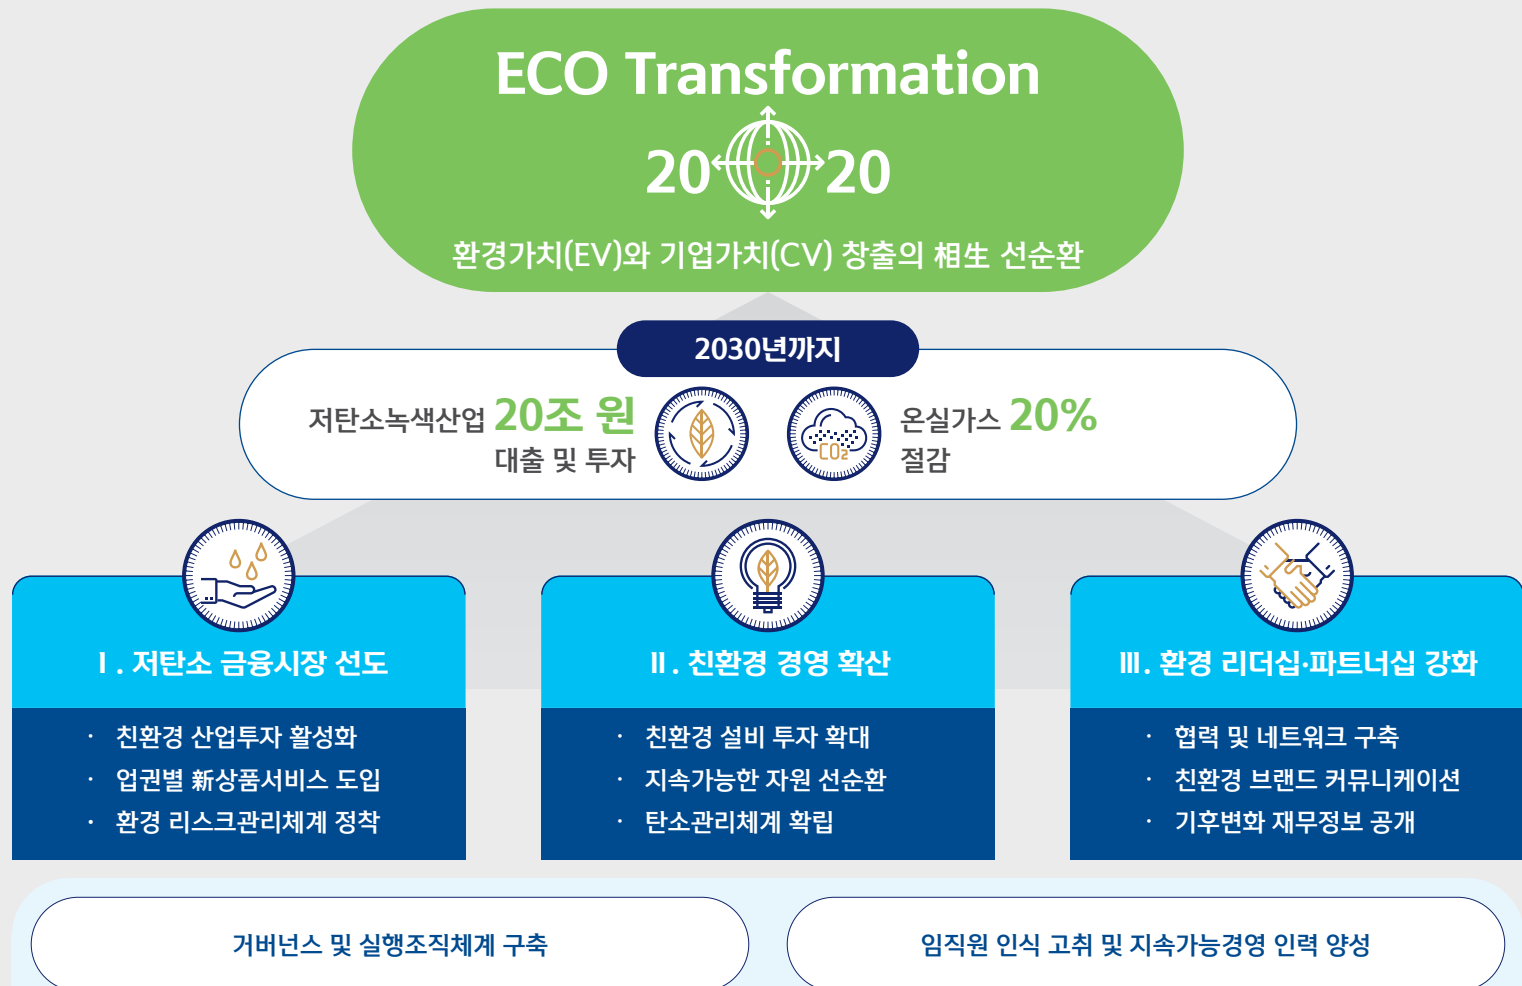 ECO Transformation
20 20
환경가치(EV)와 기업가치(CV) 창출의 相生 선순환
2030년까지
저탄소녹색산업 20조 원
대출 및 투자
CO2
온실가스 20%
절감
Ⅰ. 저탄소 금융시장 선도
· 친환경 산업투자 활성화
· 업권별 新상품서비스 도입
· 환경 리스크관리체계 정착
Ⅱ. 친환경 경영 확산
· 친환경 설비 투자 확대
· 지속가능한 자원 선순환
· 탄소관리체계 확립
Ⅲ. 환경 리더십·파트너십 강화
· 협력 및 네트워크 구축
· 친환경 브랜드 커뮤니케이션
· 기후변화 재무정보 공개
거버넌스 및 실행조직체계 구축
임직원 인식 고취 및 지속가능경영 인력 양성